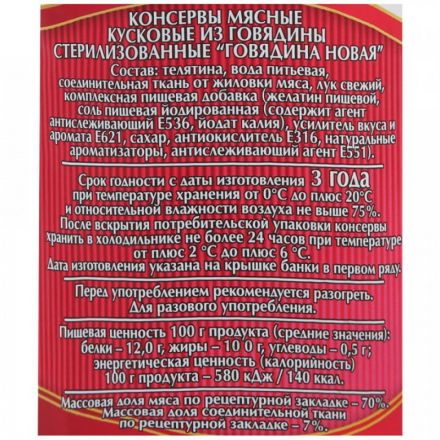 КОНСЕРВЫ МЯСНЫЕ
КУСКОВЫЕ ИЗ ГОВЯДИНЫ
СТЕРИЛИЗОВАННЫЕ "ГОВЯДИНА НОВАЯ"
Состав: телятина, вода питьевая,
соединительная ткань от жиловки мяса, лук свежий,
комплексная пищевая добавка (желатин пищевой,
соль пищевая йодированная (содержит агент
антислеживающий Е536, йодат калия), усилитель вкуса и
аромата Е621, сахар, антиокислитель Е316, натуральные
ароматизаторы, антислеживающий агент Е551).
Срок годности с даты изготовления 3 ГОДА
при температуре хранения от 0°С до плюс 20°С
и относительной влажности воздуха не выше 75%.
После вскрытия потребительской упаковки консервы
хранить в холодильнике не более 24 часов при температуре
от плюс 2 °С до плюс 6 °С.
Дата изготовления указана на крышке банки в первом ряду.
Перед употреблением рекомендуется разогреть.
Для разового употребления.
Пищевая ценность 100 г продукта (средние значения):
белки – 12,0 г, жиры – 10 0 г, углеводы – 0,5 г;
энергетическая ценность (калорийность)
100 г продукта – 580 кДж / 140 ккал.
Массовая доля мяса по рецептурной закладке – 70%.
Массовая доля соединительной ткани
по рецептурной закладке – 7%.